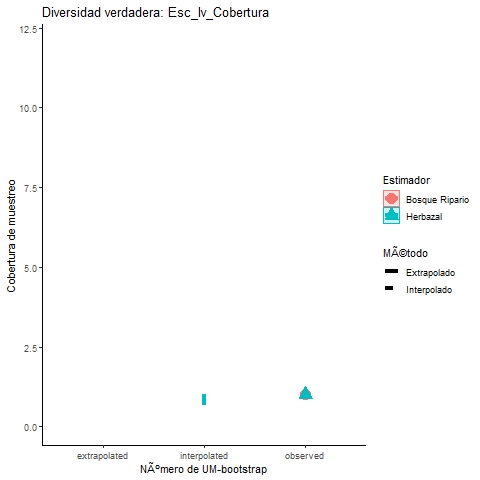 Diversidad verdadera: Esc_lv_Cobertura
12.5
10.0
7.5
5.0
2.5
0.0
Cobertura de muestreo
extrapolated
interpolated
observed
NÃºmero de UM-bootstrap
Estimador
Bosque Ripario
Herbazal
MÃ©todo
Extrapolado
Interpolado